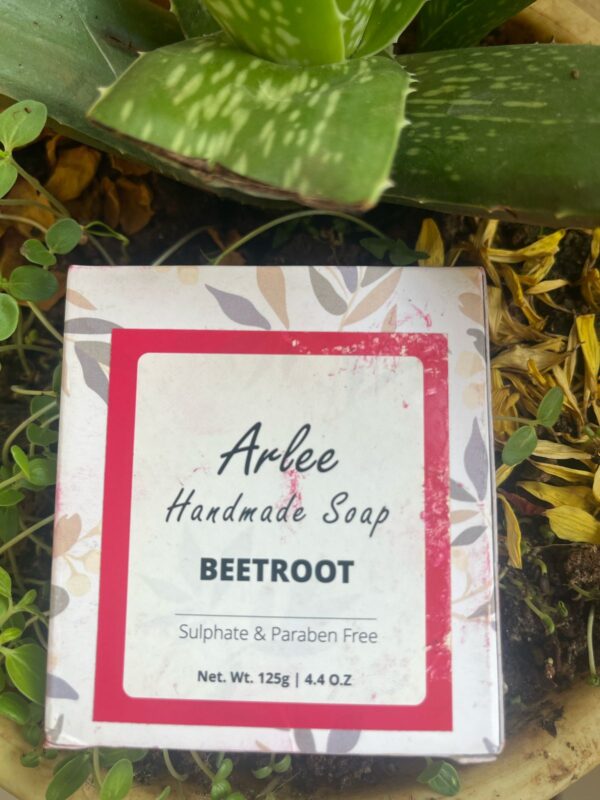 Arlee
Handmade Soap
BEETROOT
Sulphate & Paraben Free
Net. Wt. 125g | 4.4 O.Z